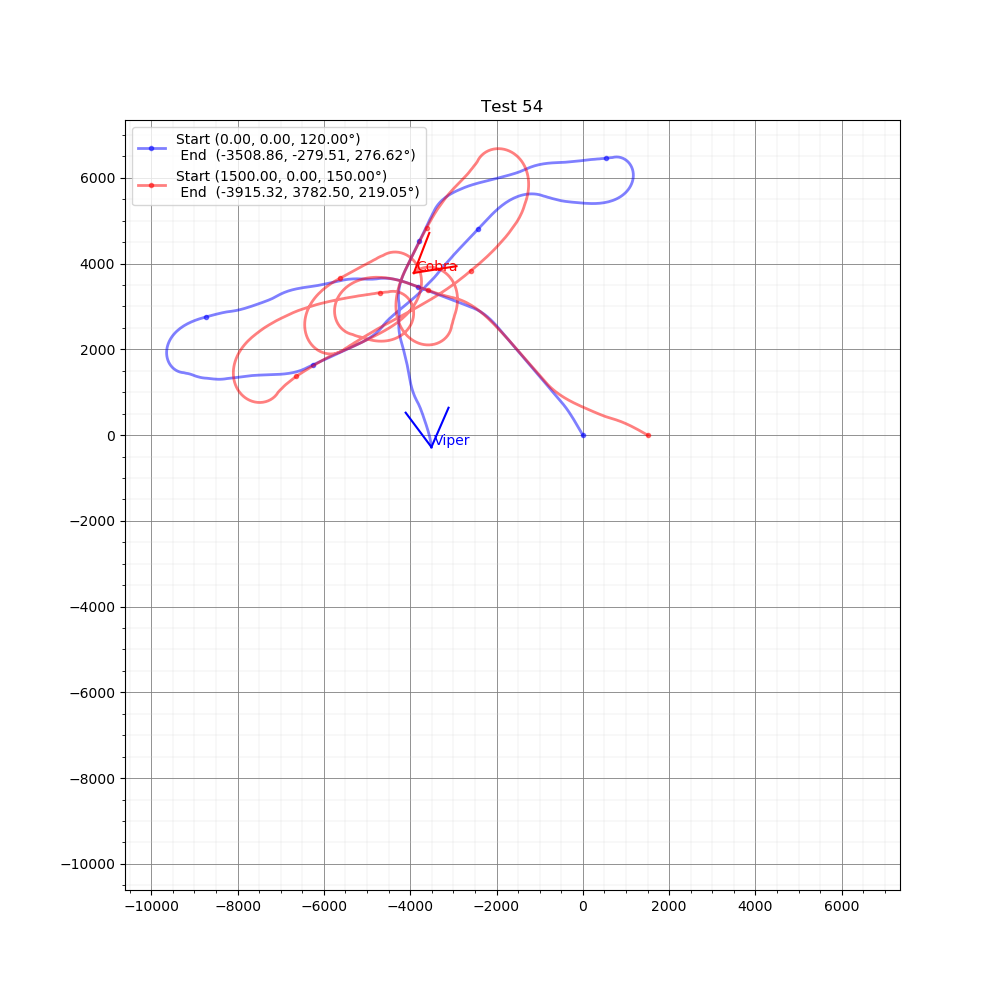 Test 54
Start (0.00, 0.00, 120.00°)
End (-3508.86, -279.51, 276.62°)
Start (1500.00, 0.00, 150.00°)
End (-3915.32, 3782.50, 219.05°)
6000
4000
2000
0
−2000
−4000
−6000
−8000
−10000
Cobra
Viper
−10000 −8000 −6000 −4000 −2000 0 2000 4000 6000